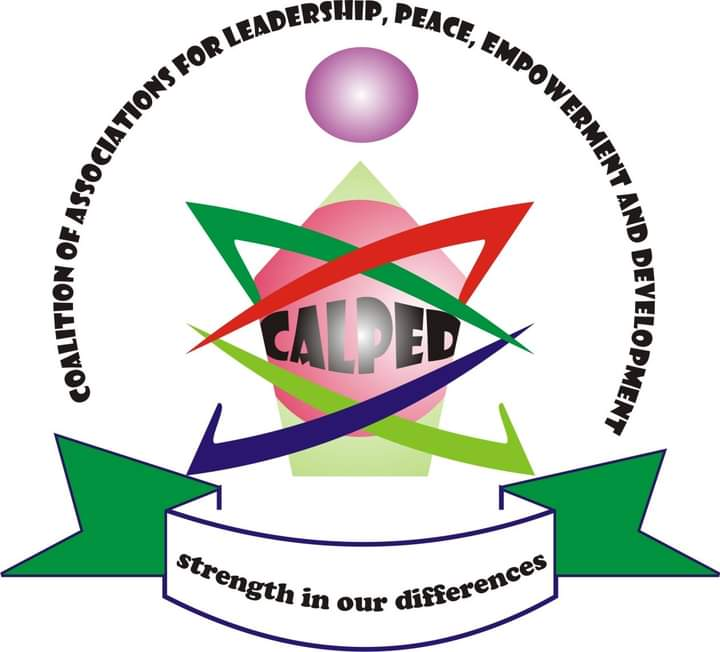 COALITION OF ASSOCIATIONS FOR LEADERSHIP, PEACE, EMPOWERMENT AND DEVELOPMENT
CALPED
strength in our differences